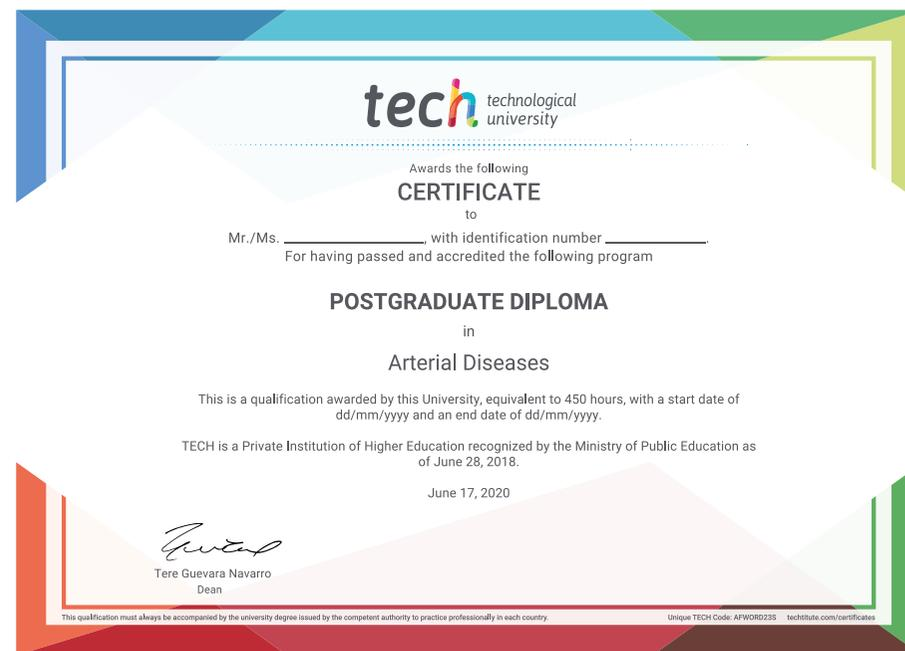 tech technological
university
Awards the following
CERTIFICATE
to
Mr./Ms. ____________________, with identification number ______________.
For having passed and accredited the following program
POSTGRADUATE DIPLOMA
in
Arterial Diseases
This is a qualification awarded by this University, equivalent to 450 hours, with a start date of
dd/mm/yyyy and an end date of dd/mm/yyyy.
TECH is a Private Institution of Higher Education recognized by the Ministry of Public Education as
of June 28, 2018.
June 17, 2020
Tere Guevara Navarro
Dean
This qualification must always be accompanied by the university degree issued by the competent authority to practice professionally in each country. Unique TECH Code: AFWORD23S techtitute.com/certificates